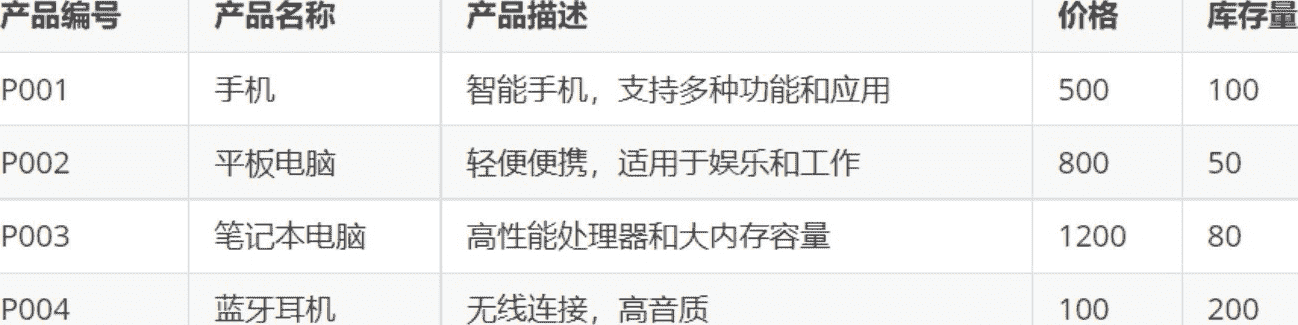 产品编号 产品名称 产品描述 价格 库存量
P001 手机 智能手机，支持多种功能和应用 500 100
P002 平板电脑 轻便便携，适用于娱乐和工作 800 50
P003 笔记本电脑 高性能处理器和大内存容量 1200 80
P004 蓝牙耳机 无线连接，高音质 100 200